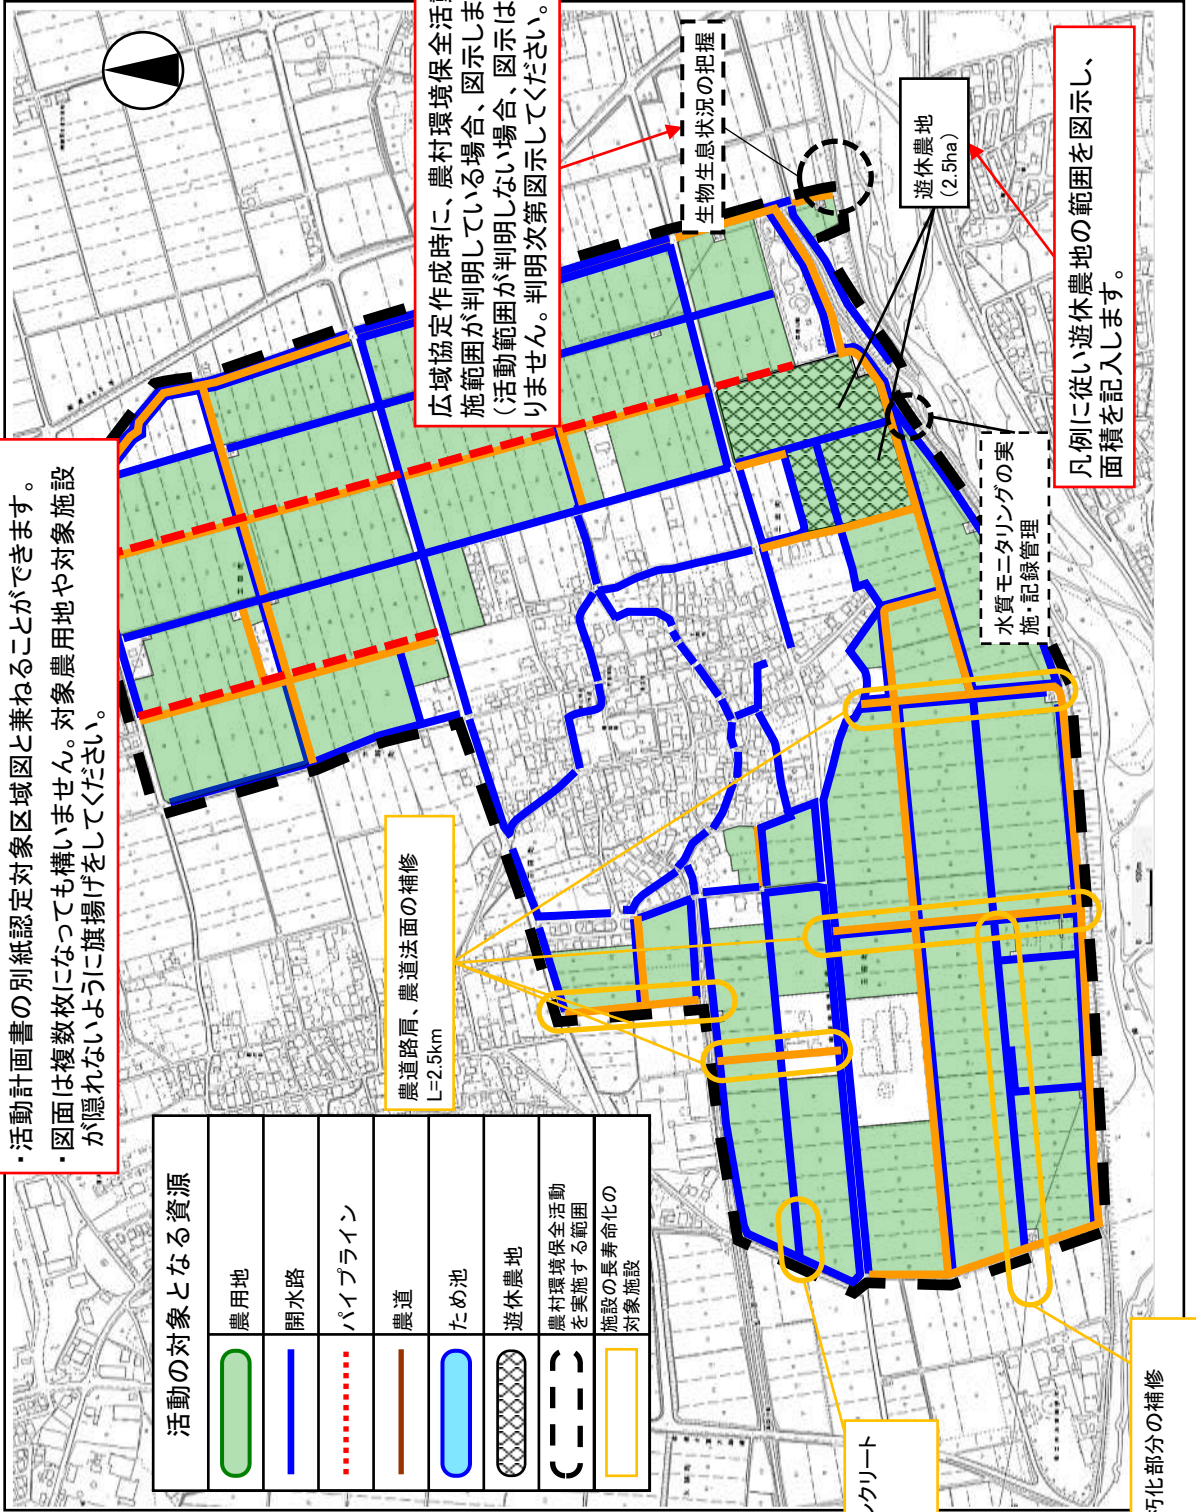 ・活動計画書の別紙認定対象区域図と兼ねることができます。
・図面は複数枚になっても構いません。対象農用地や対象施設
が隠れないように旗揚げをしてください。
広域協定作成時に、農村環境保全活動
施範囲が判明している場合、図示しま
（活動範囲が判明しない場合、図示は
りません。判明次第図示してください。
生物生息状況の把握
遊休農地
（2.5ha）
凡例に従い遊休農地の範囲を図示し、
面積を記入します。
水質モニタリングの実
施・記録管理
農道路肩、農道法面の補修
L=2.5km
活動の対象となる資源
農用地
開水路
パイプライン
農道
ため池
遊休農地
農村環境保全活動
を実施する範囲
施設の長寿命化の
対象施設
ンクリート
朽化部分の補修